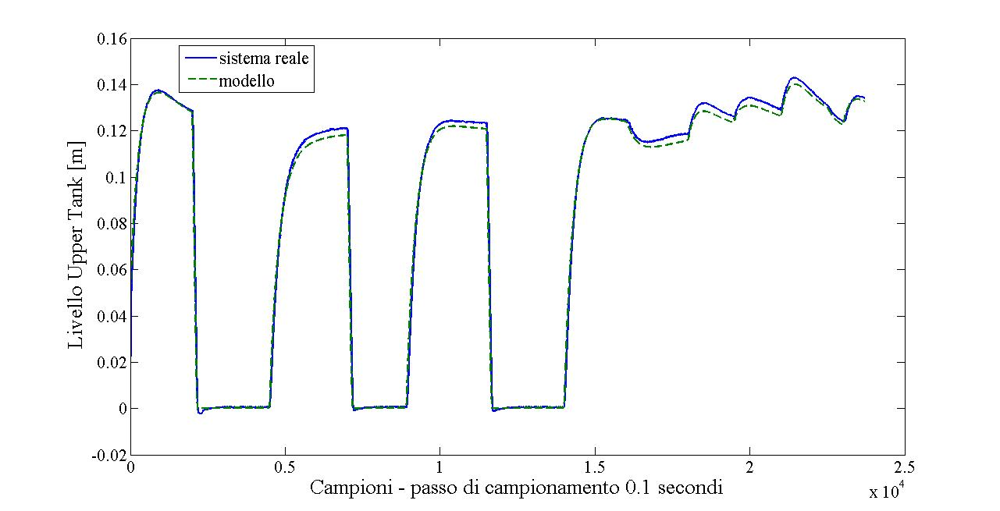 sistema reale
modello
Livello Upper Tank [m]
0.16
0.14
0.12
0.1
0.08
0.06
0.04
0.02
0
-0.02
0 0.5 1 1.5 2 2.5
x 10⁴
Campioni - passo di campionamento 0.1 secondi